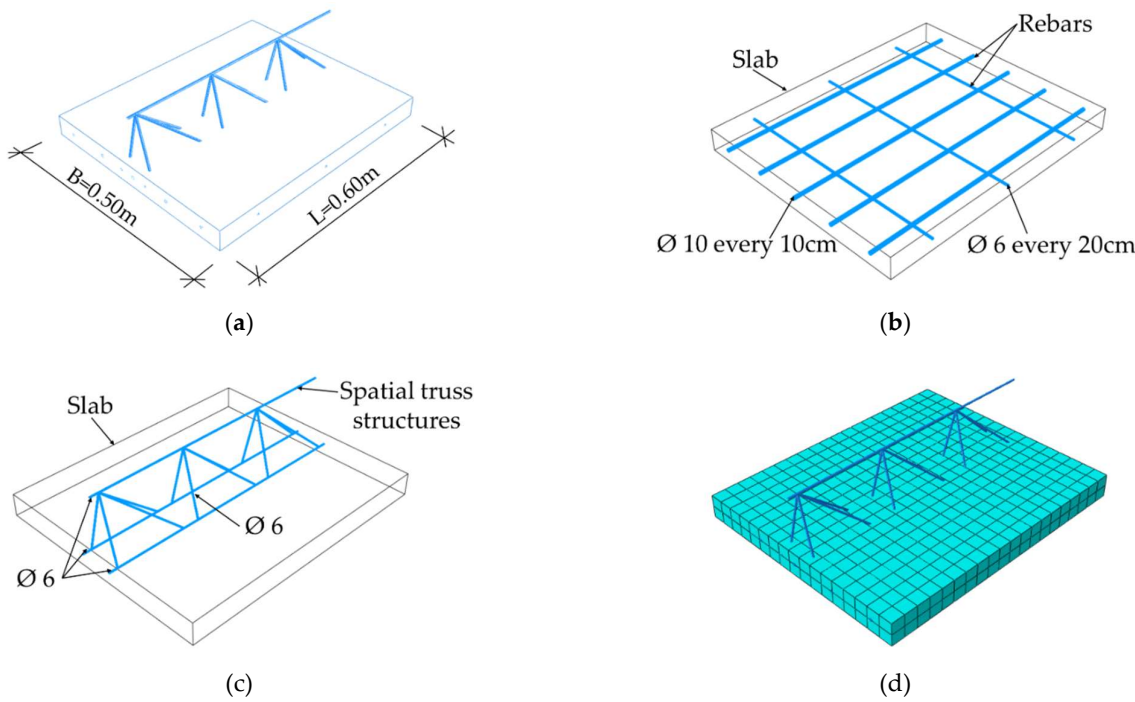 B=0.50m
L=0.60m
(a)
Slab
Rebars
Ø 10 every 10cm
Ø 6 every 20cm
(b)
Slab
Spatial truss
structures
Ø 6
Ø 6
(c)
(d)